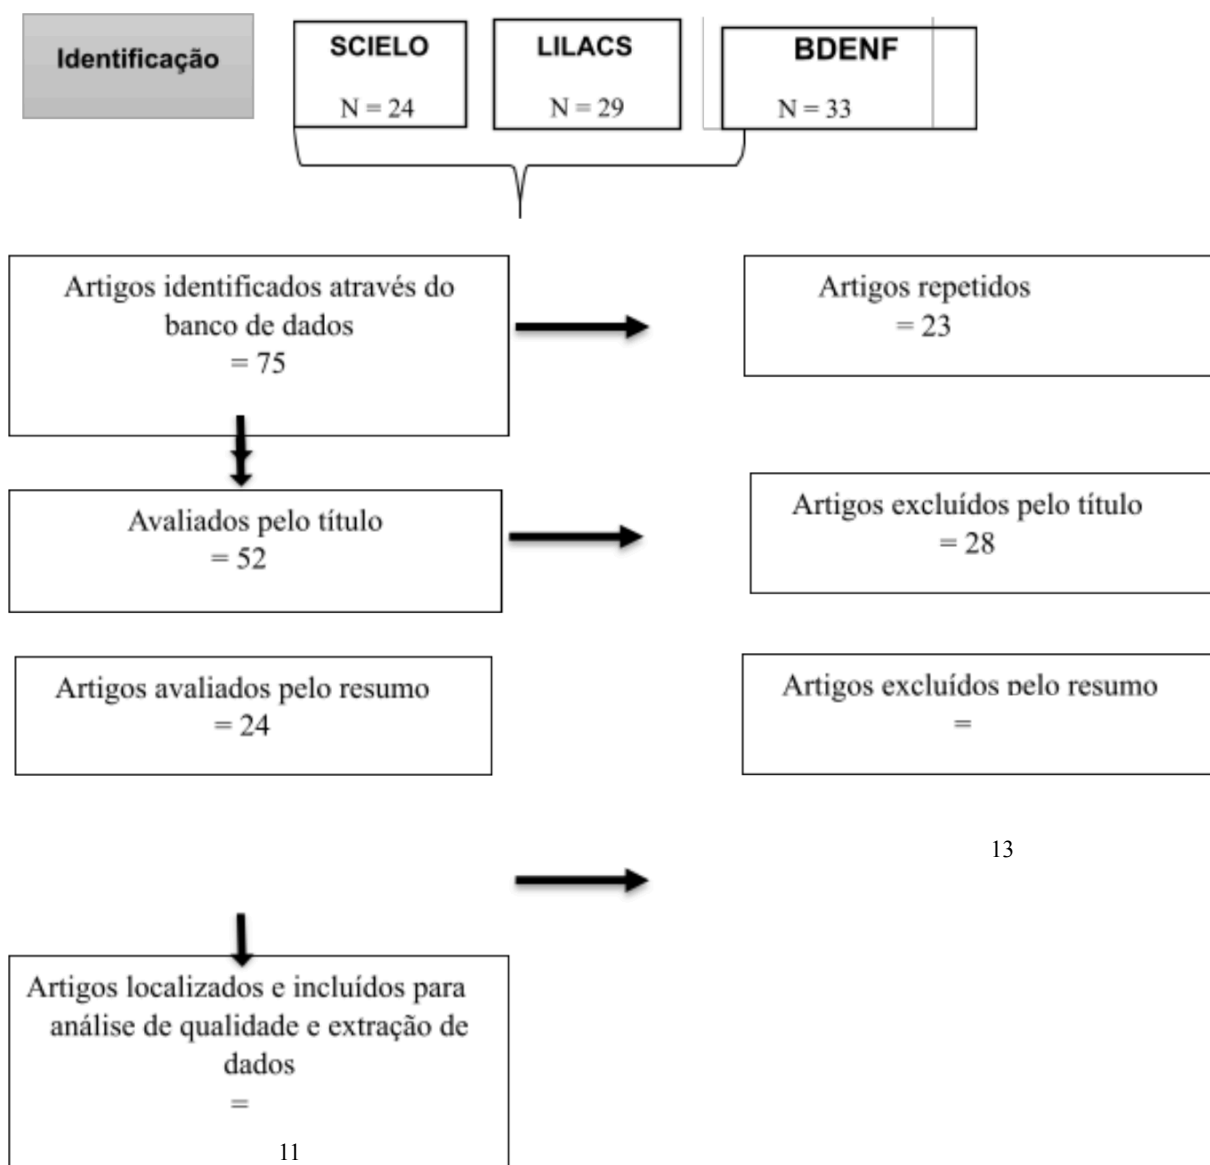 Identificação
SCIELO
N = 24
LILACS
N = 29
BDENF
N = 33
Artigos identificados através do
banco de dados
= 75
Artigos repetidos
= 23
Avaliados pelo título
= 52
Artigos excluídos pelo título
= 28
Artigos avaliados pelo resumo
= 24
Artigos excluídos pelo resumo
=
13
Artigos localizados e incluídos para
análise de qualidade e extração de
dados
=
11